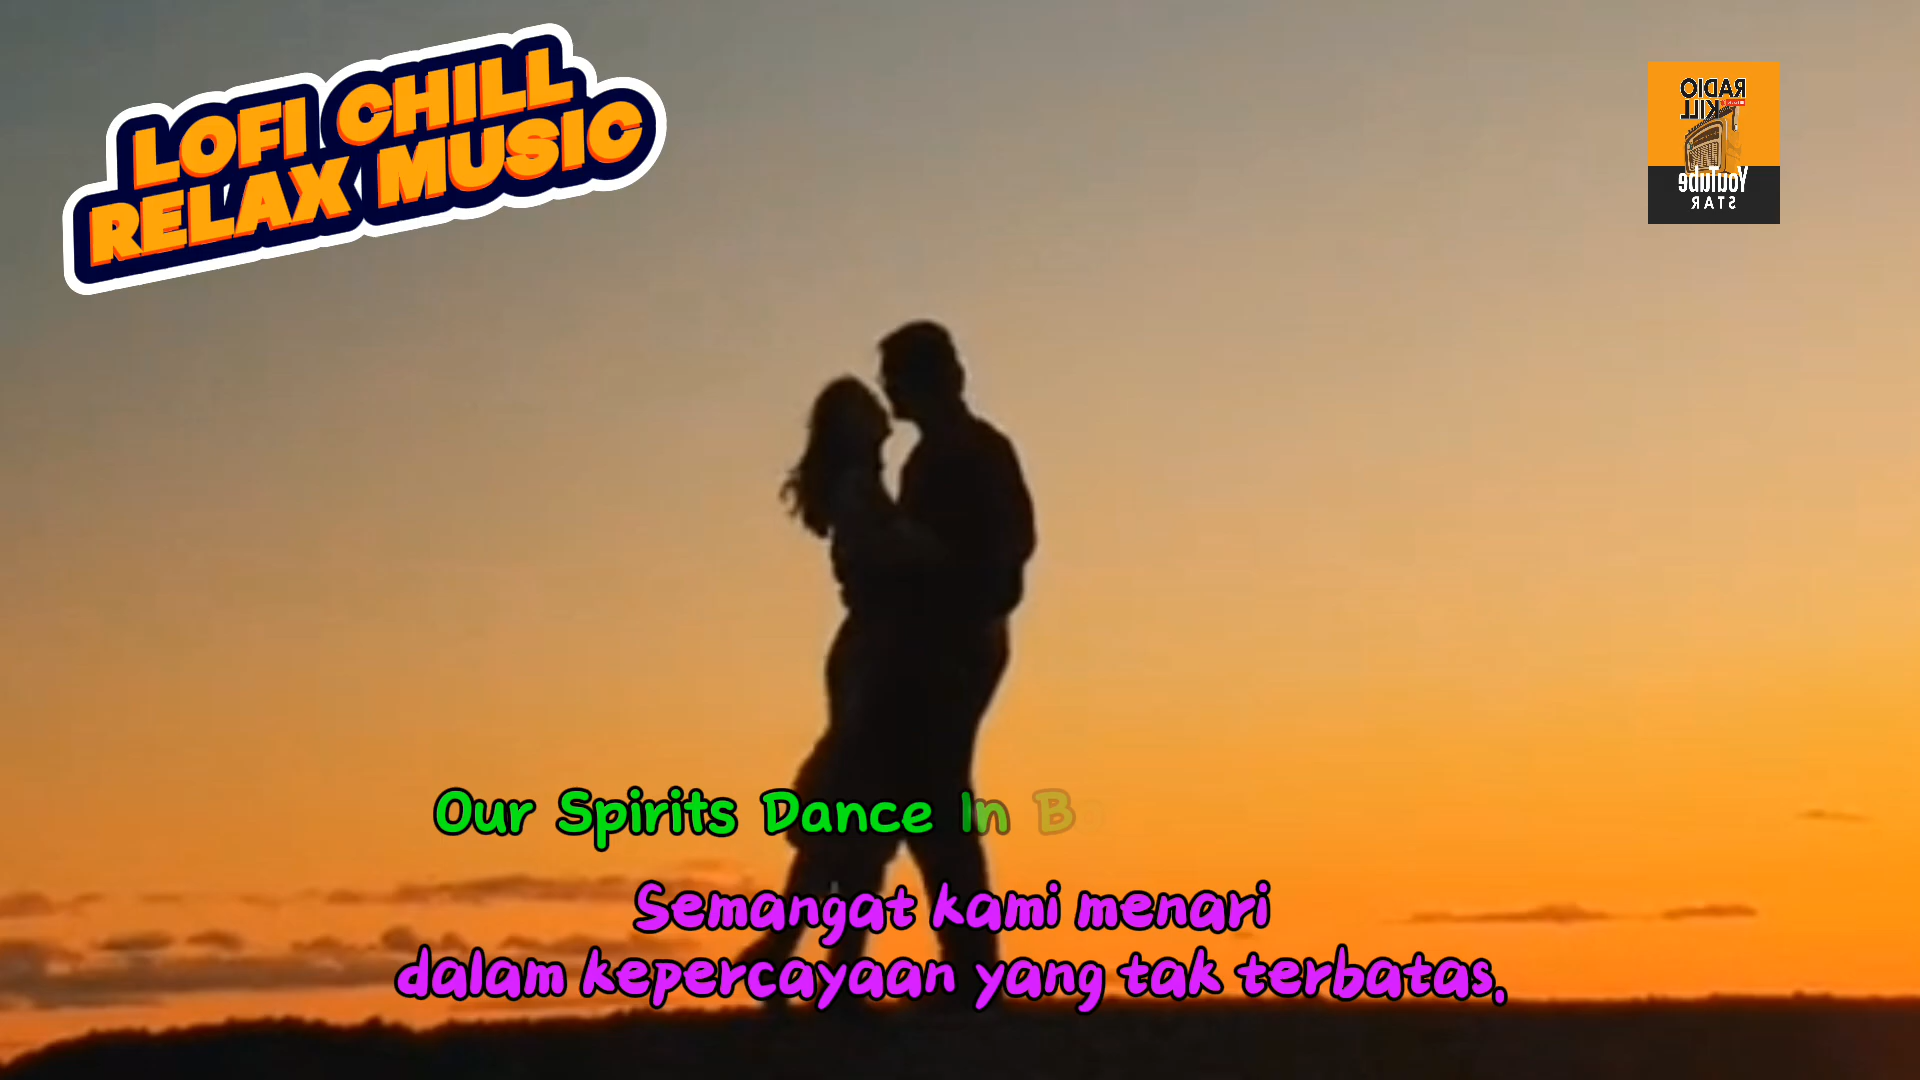 LOFI CHILL
RELAX MUSIC
RADIO
KILL
YouTube
STAR
Our Spirits Dance In
Semangat kami menari
dalam kepercayaan yang tak terbatas,